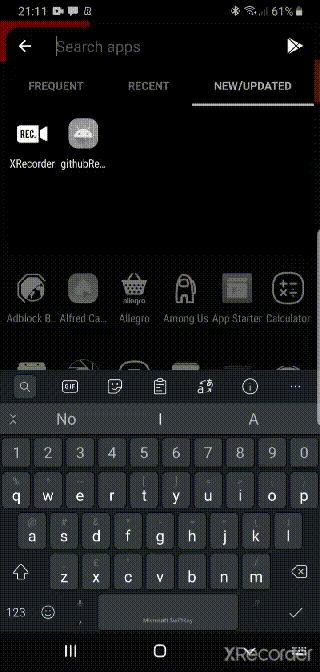 21:11 61%
Search apps
FREQUENT RECENT NEW/UPDATED
REC.
XRecorder githubRe...
allegro
Adblock B.. Alfred Ca... Allegro Among Us App Starter Calculator
GIF
No I A
1 2 3 4 5 6 7 8 9 0
q w e r t y u i o p
a s d f g h j k l
z x c v b n m
123 Microsoft SwiftKey
XRecorder